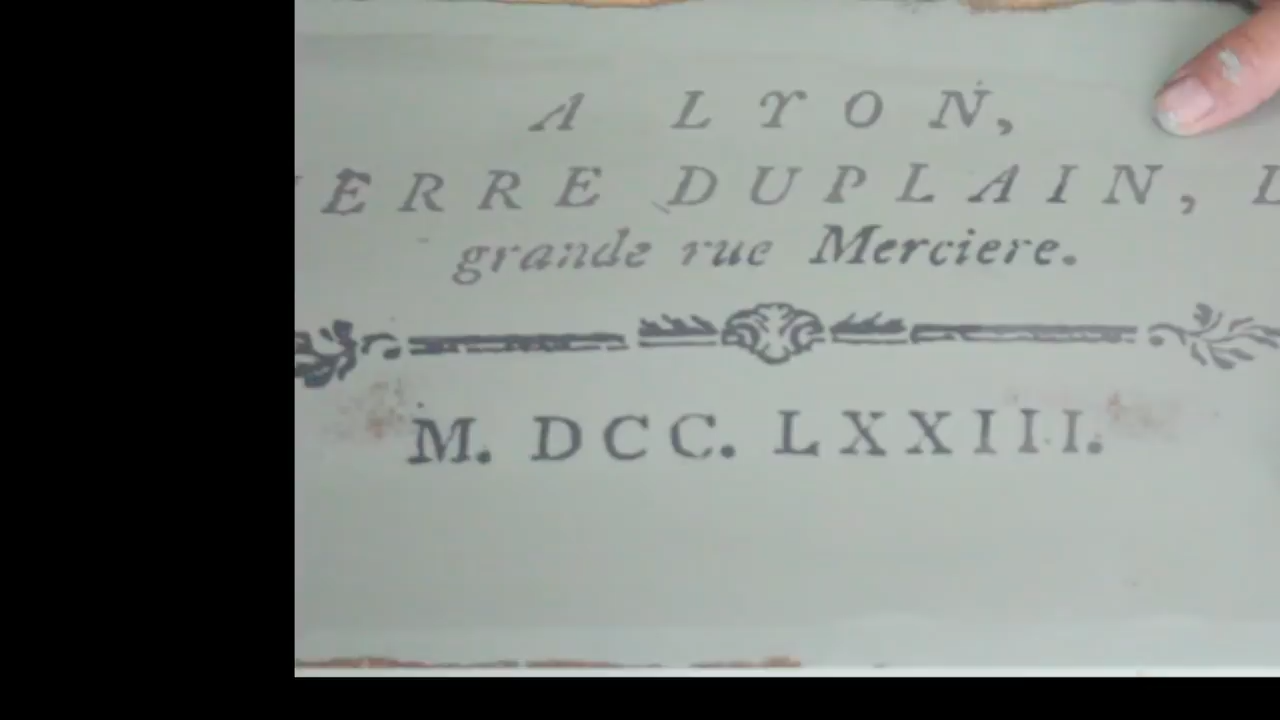 A LYON,
ERRE DUPLAIN, L
grande rue Merciere.
M. DCC. LXXIII.